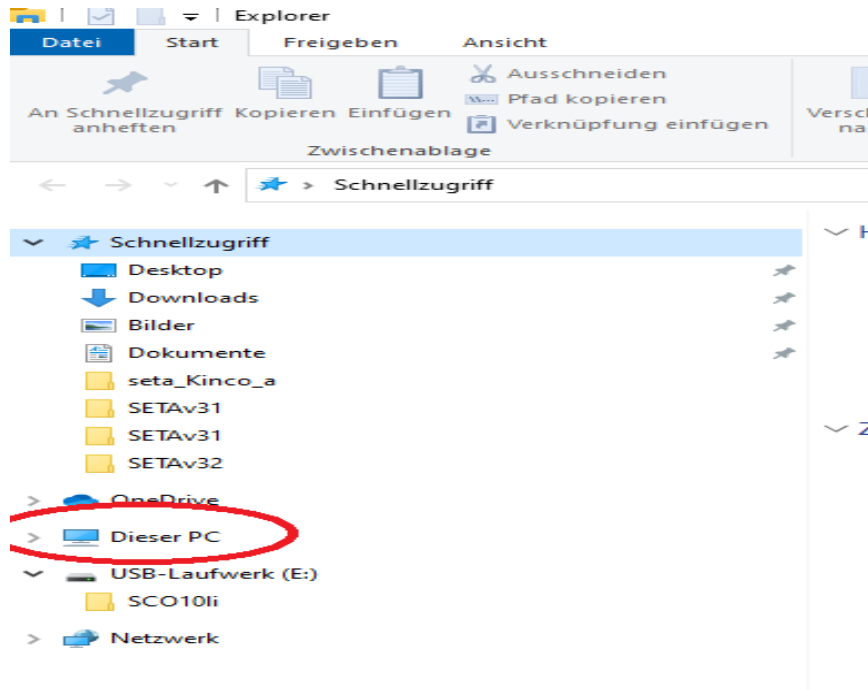 Explorer
Datei Start Freigeben Ansicht
An Schnellzugriff anheften
Kopieren
Einfügen
Ausschneiden
Pfad kopieren
Verknüpfung einfügen
Zwischenablage
Schnellzugriff
Schnellzugriff
Desktop
Downloads
Bilder
Dokumente
seta_Kinco_a
SETAv31
SETAv31
SETAv32
OneDrive
Dieser PC
USB-Laufwerk (E:)
SCO10li
Netzwerk